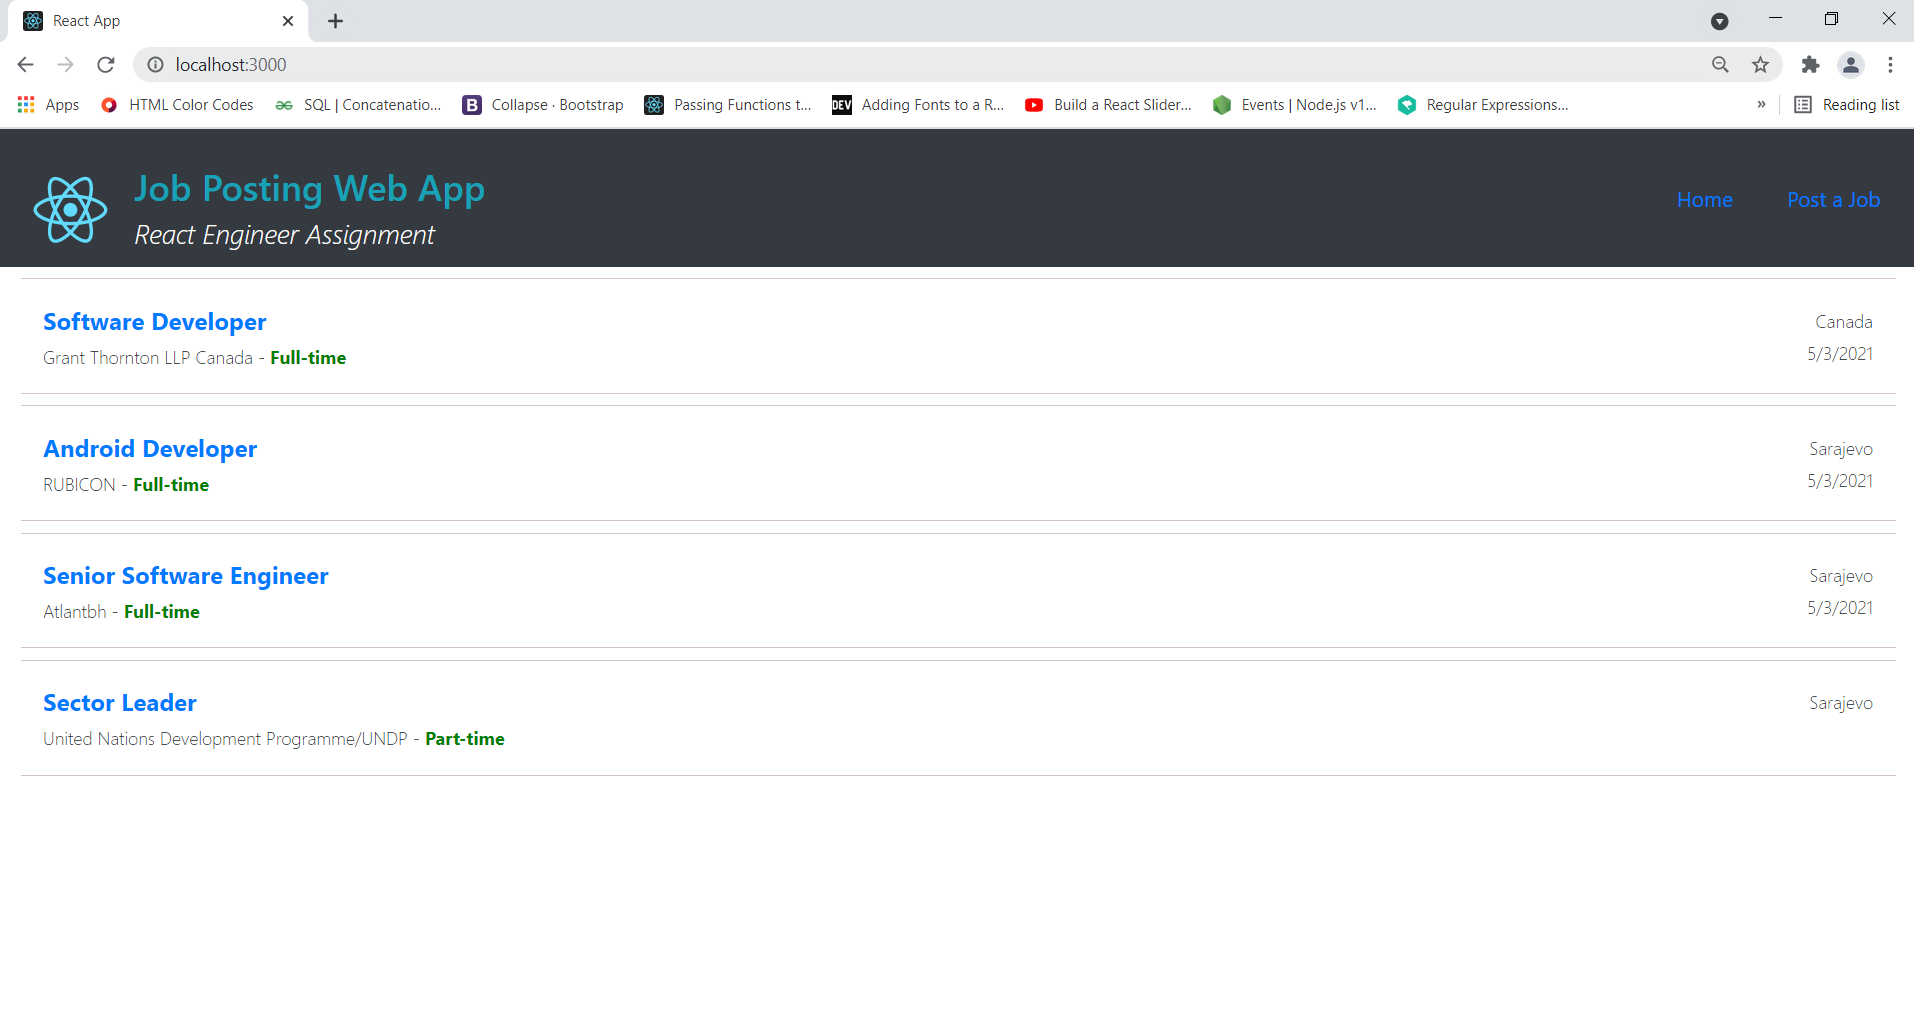 React App
localhost:3000
Apps
HTML Color Codes
SQL | Concatenatio...
B
Collapse · Bootstrap
Passing Functions t...
DEV
Adding Fonts to a R...
Build a React Slider...
Events | Node.js v1...
Regular Expressions...
»
Reading list
Job Posting Web App
React Engineer Assignment
Home
Post a Job
Software Developer
Canada
Grant Thornton LLP Canada - Full-time
5/3/2021
Android Developer
Sarajevo
RUBICON - Full-time
5/3/2021
Senior Software Engineer
Sarajevo
Atlantbh - Full-time
5/3/2021
Sector Leader
Sarajevo
United Nations Development Programme/UNDP - Part-time